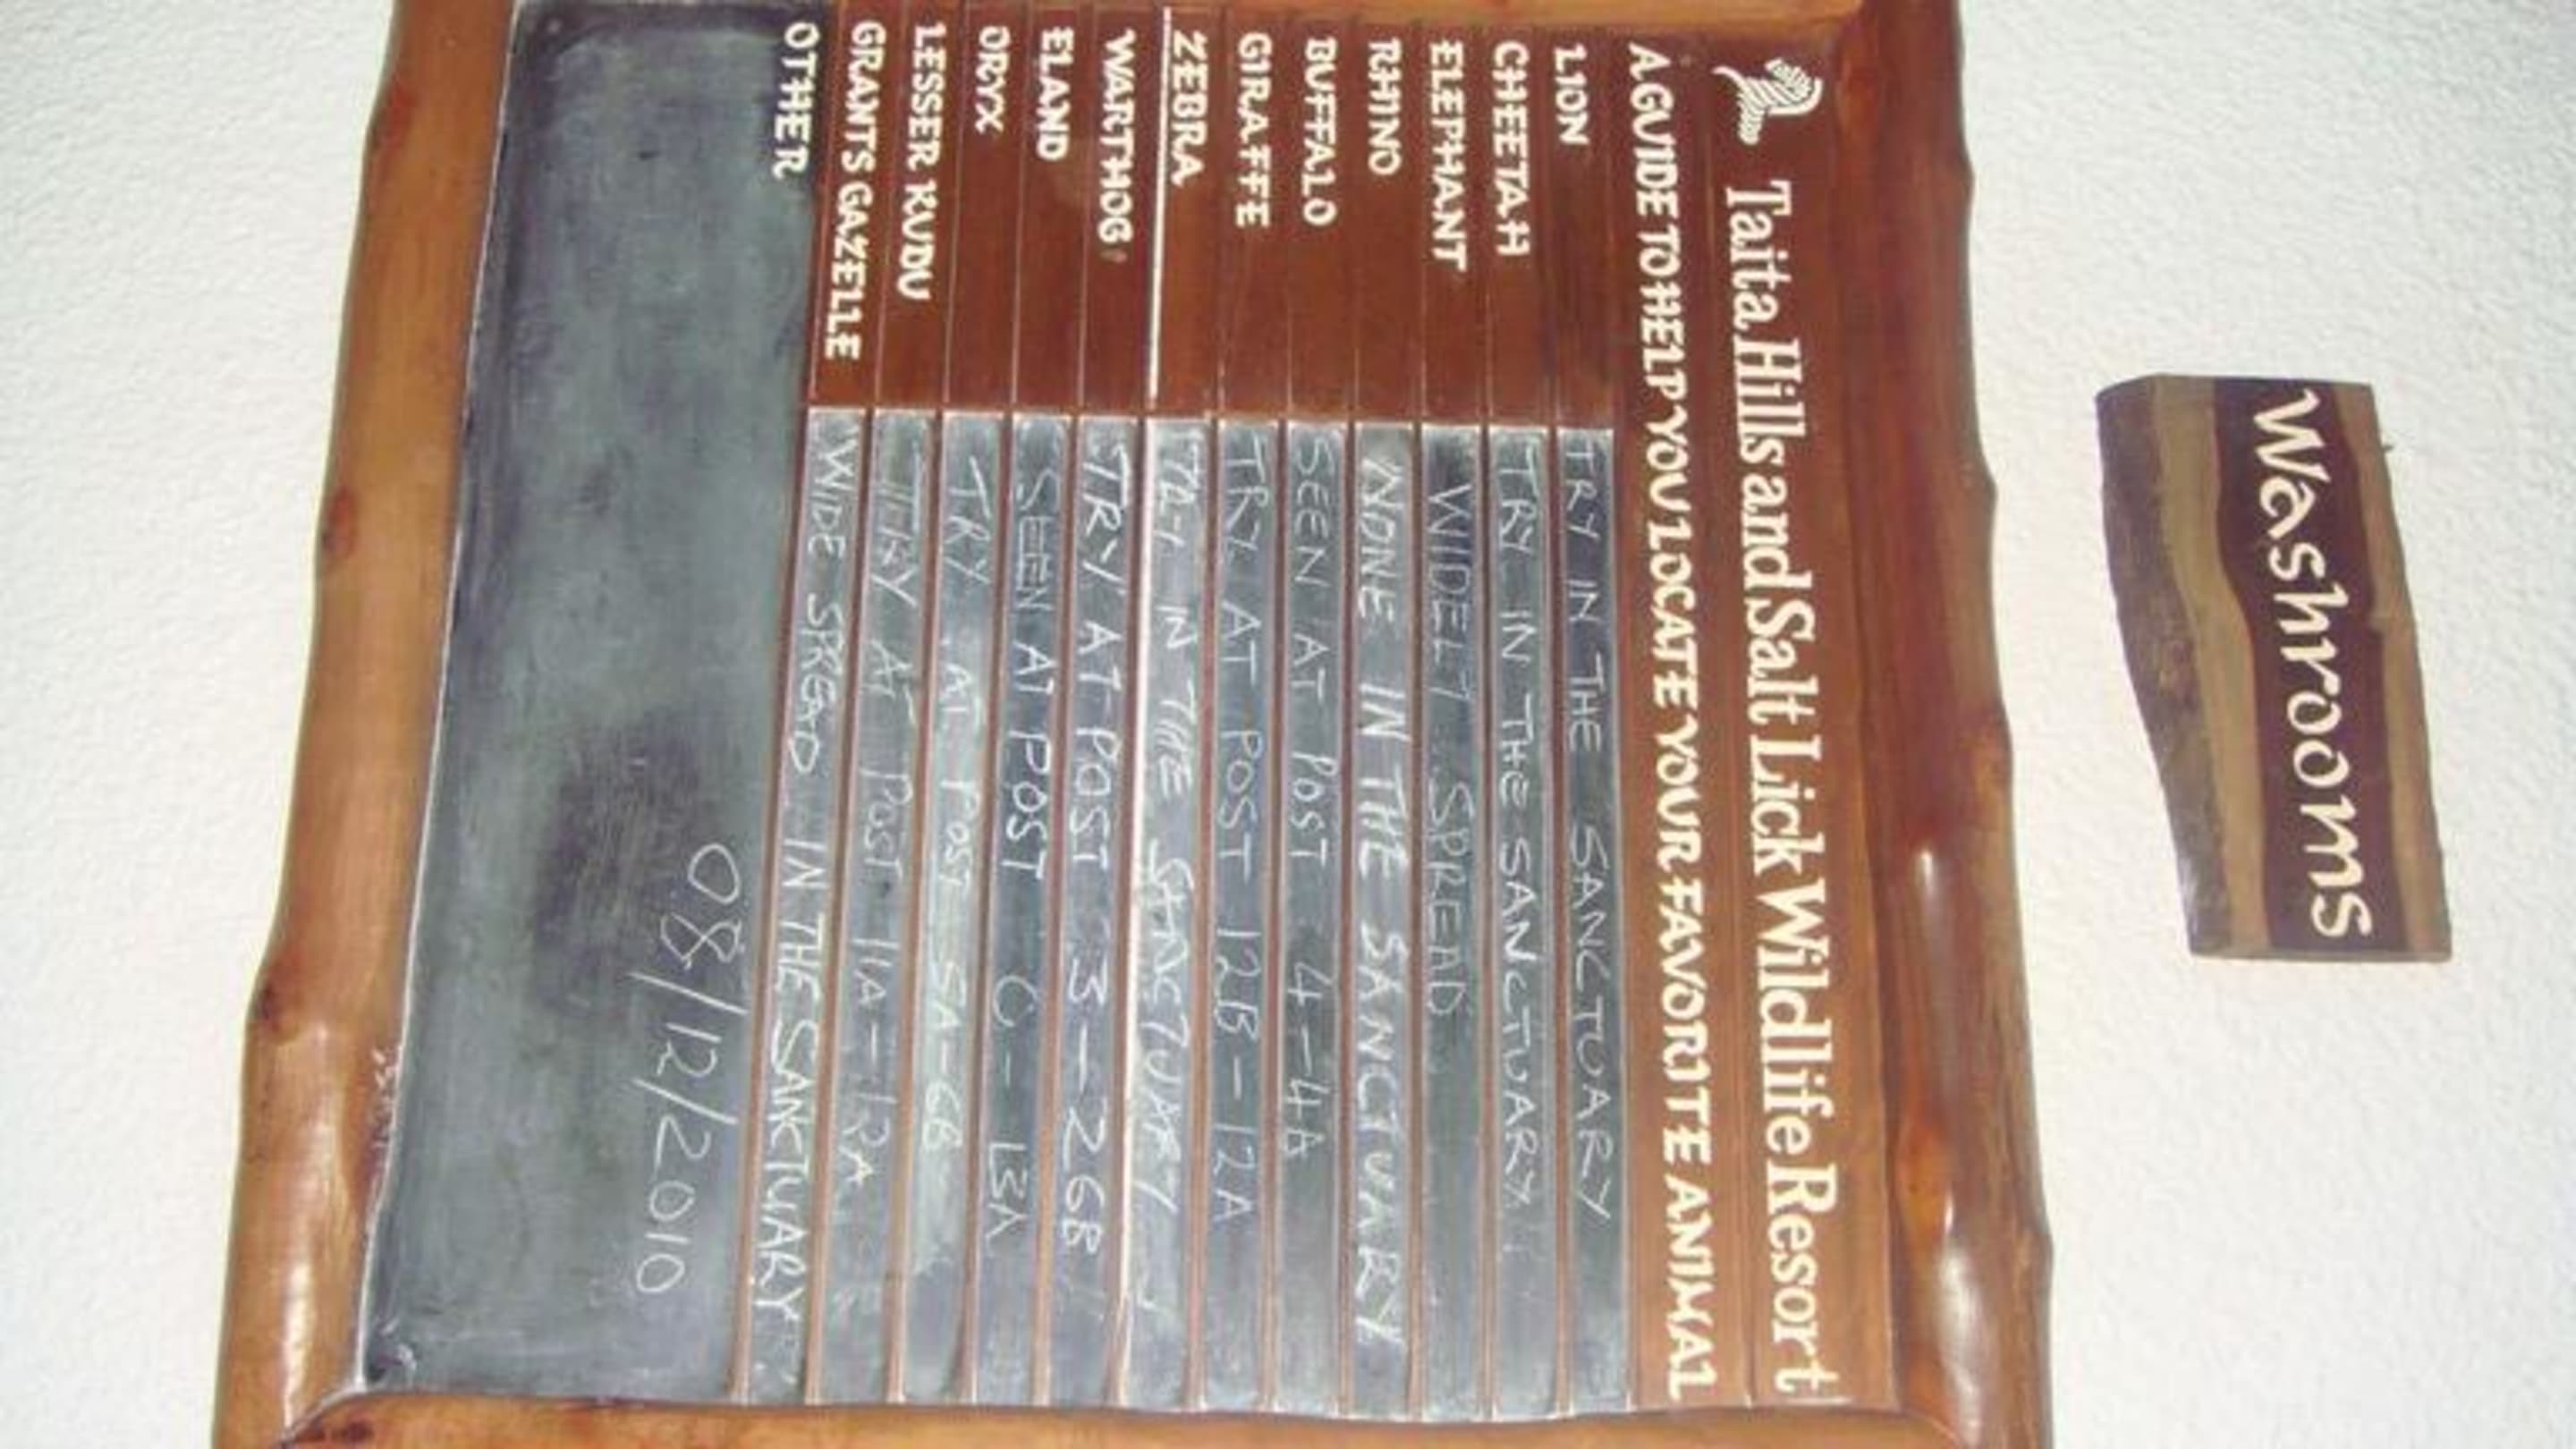 Washrooms
Taita Hills and Salt Lick Wildlife Resort
A GUIDE TO HELP YOU LOCATE YOUR FAVORITE ANIMAL
LION TRY IN THE SANCTUARY
CHEETAH TRY IN THE SANCTUARY
ELEPHANT WIDELY SPREAD
RHINO NONE IN THE SANCTUARY
BUFFALO SEEN AT POST 4-4A
GIRAFFE TRY AT POST 12B-12A
ZEBRA TRY IN THE SANCTUARY
WARTHOG TRY AT POST 3-26B
ELAND SEEN AT POST C-13A
ORYX TRY AT POST 5A-6B
LESSER KUDU TRY AT POST 11A-12A
GRANTS GAZELLE WIDE SPREAD IN THE SANCTUARY
OTHER
08/12/2010